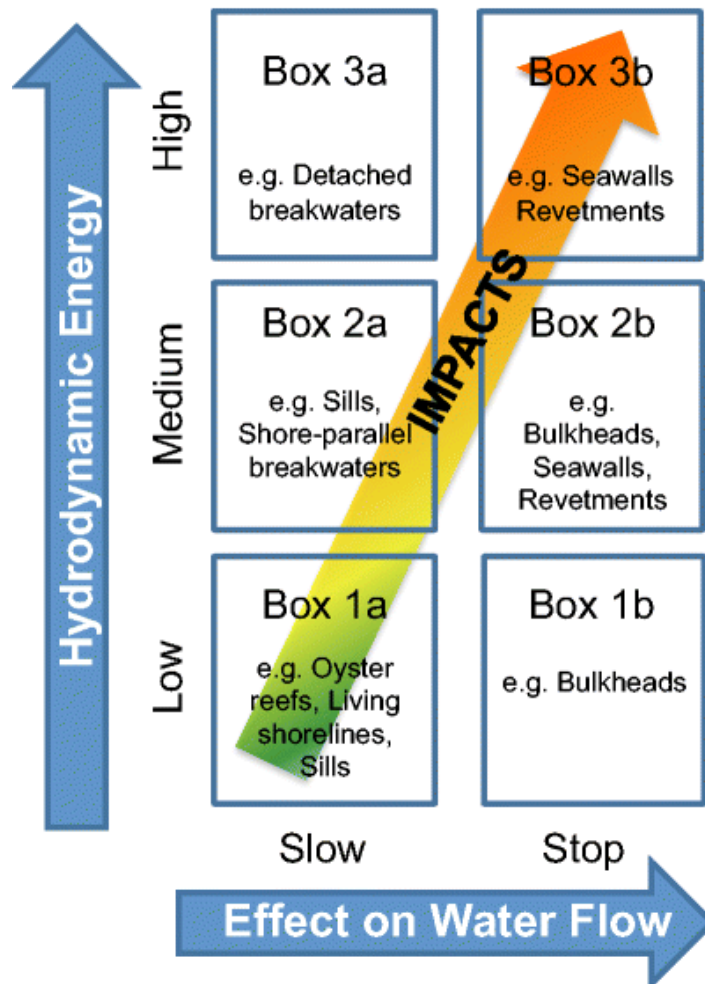 Hydrodynamic Energy
High
Box 3a
e.g. Detached
breakwaters
Box 3b
e.g. Seawalls
Revetments
IMPACTS
Medium
Box 2a
e.g. Sills,
Shore-parallel
breakwaters
Box 2b
e.g.
Bulkheads,
Seawalls,
Revetments
Low
Box 1a
e.g. Oyster
reefs, Living
shorelines,
Sills
Box 1b
e.g. Bulkheads
Slow
Stop
Effect on Water Flow